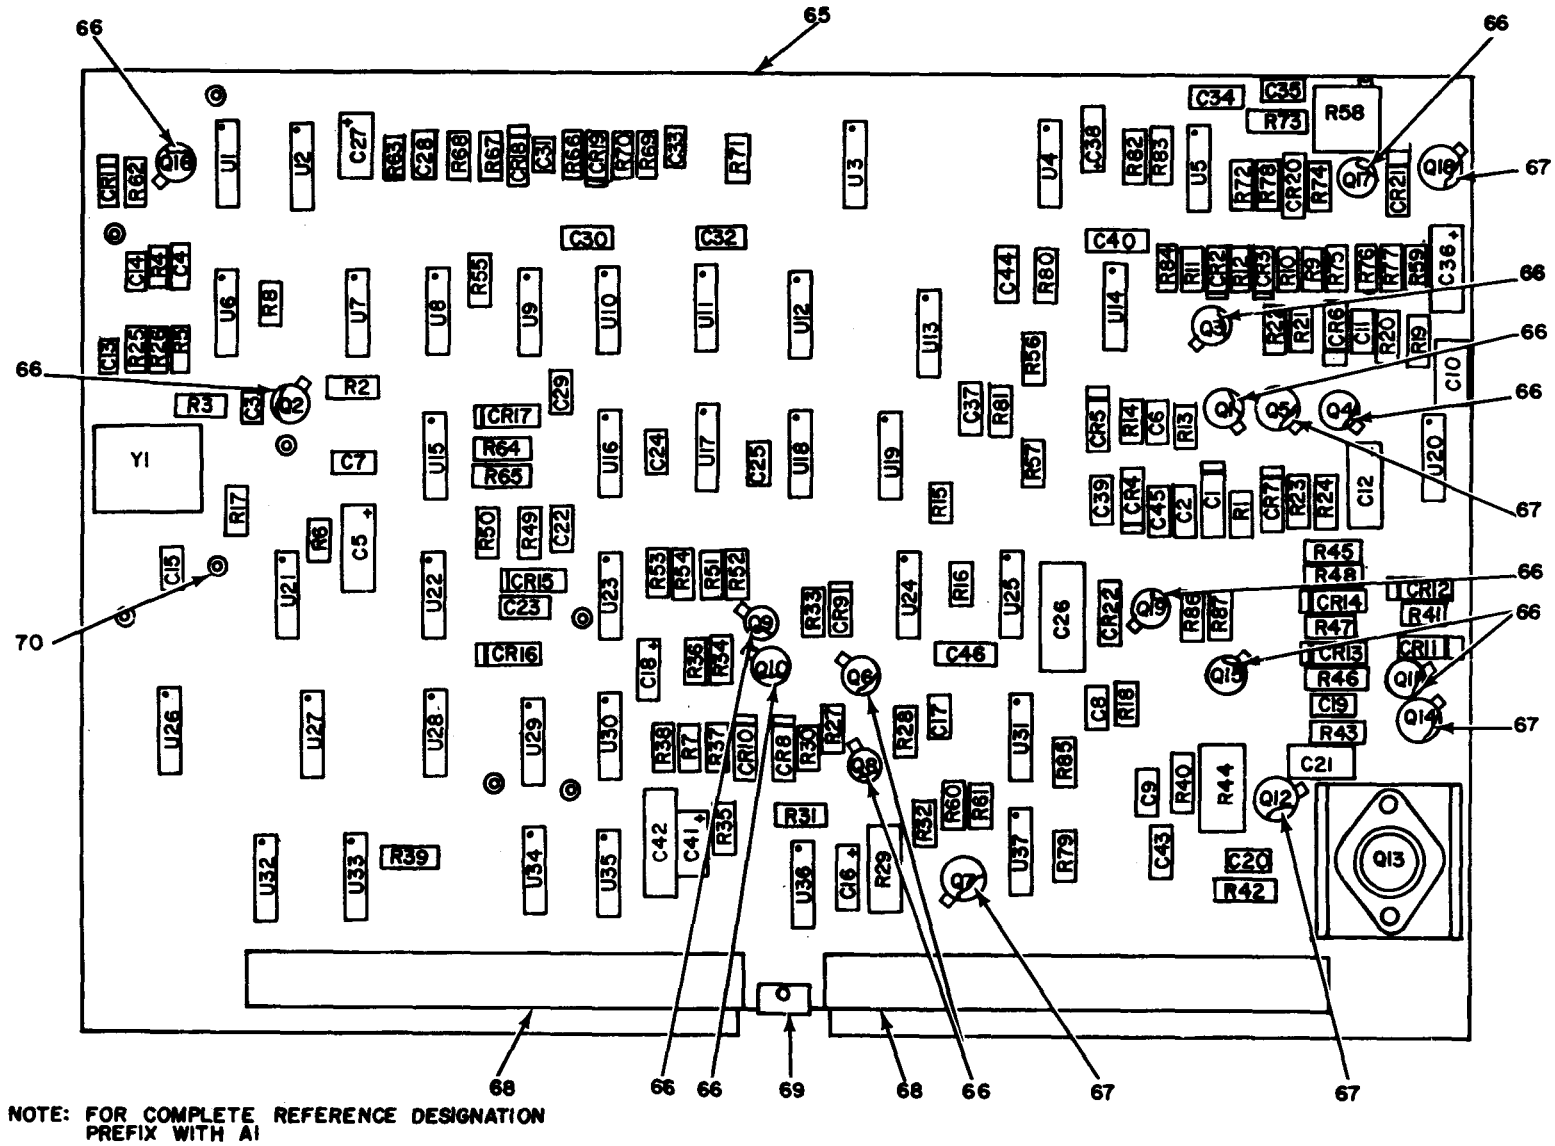 65
66
66
C34
C35
R58
R73
Q16
U1
U2
C27
+
R63
C28
R68
R67
CR18
C31
R66
CR19
R70
R69
C33
R71
U3
U4
C38
R82
R83
U5
R72
R78
CR20
R74
Q17
CR21
Q18
67
R62
C30
C32
C40
C14
R4
C4
U6
R8
U7
U8
R55
U9
U10
U11
U12
U13
C44
R80
U14
R84
R11
CR2
R12
CR3
R10
R9
R75
R76
R77
R59
C36
+
66
C13
R25
R26
R5
R56
Q3
R22
R21
CR6
C11
R20
R19
C10
66
66
R3
C3
Q2
R2
C29
CR17
R64
R65
U15
U16
C24
U17
C25
U18
U19
C37
R81
R57
CR5
R14
C6
R13
Q1
Q5
Q4
66
U20
Y1
C7
R17
R6
C5
+
R50
R49
C22
R15
C39
CR4
C45
C2
C1
R1
CR7
R23
R24
C12
67
C15
U21
U22
CR15
C23
U23
R53
R54
R51
R52
R33
CR9
U24
R16
U25
C26
CR22
Q19
R86
R87
R45
R48
CR14
R47
CR13
R46
C19
R43
CR12
R41
CR11
66
66
70
CR16
C18
+
R36
R34
Q10
Q6
C46
Q15
Q14
67
U26
U27
U28
U29
U30
R38
R7
R37
CR10
CR8
R30
R27
R28
C17
U31
C8
R18
R85
Q8
C9
R40
R44
Q12
C21
C42
C41
+
R35
R31
R32
R60
R61
U32
U33
R39
U34
U35
U36
C16
+
R29
Q7
U37
R79
C43
C20
R42
Q13
68
66
66
69
68
66
67
67
NOTE: FOR COMPLETE REFERENCE DESIGNATION
PREFIX WITH A1